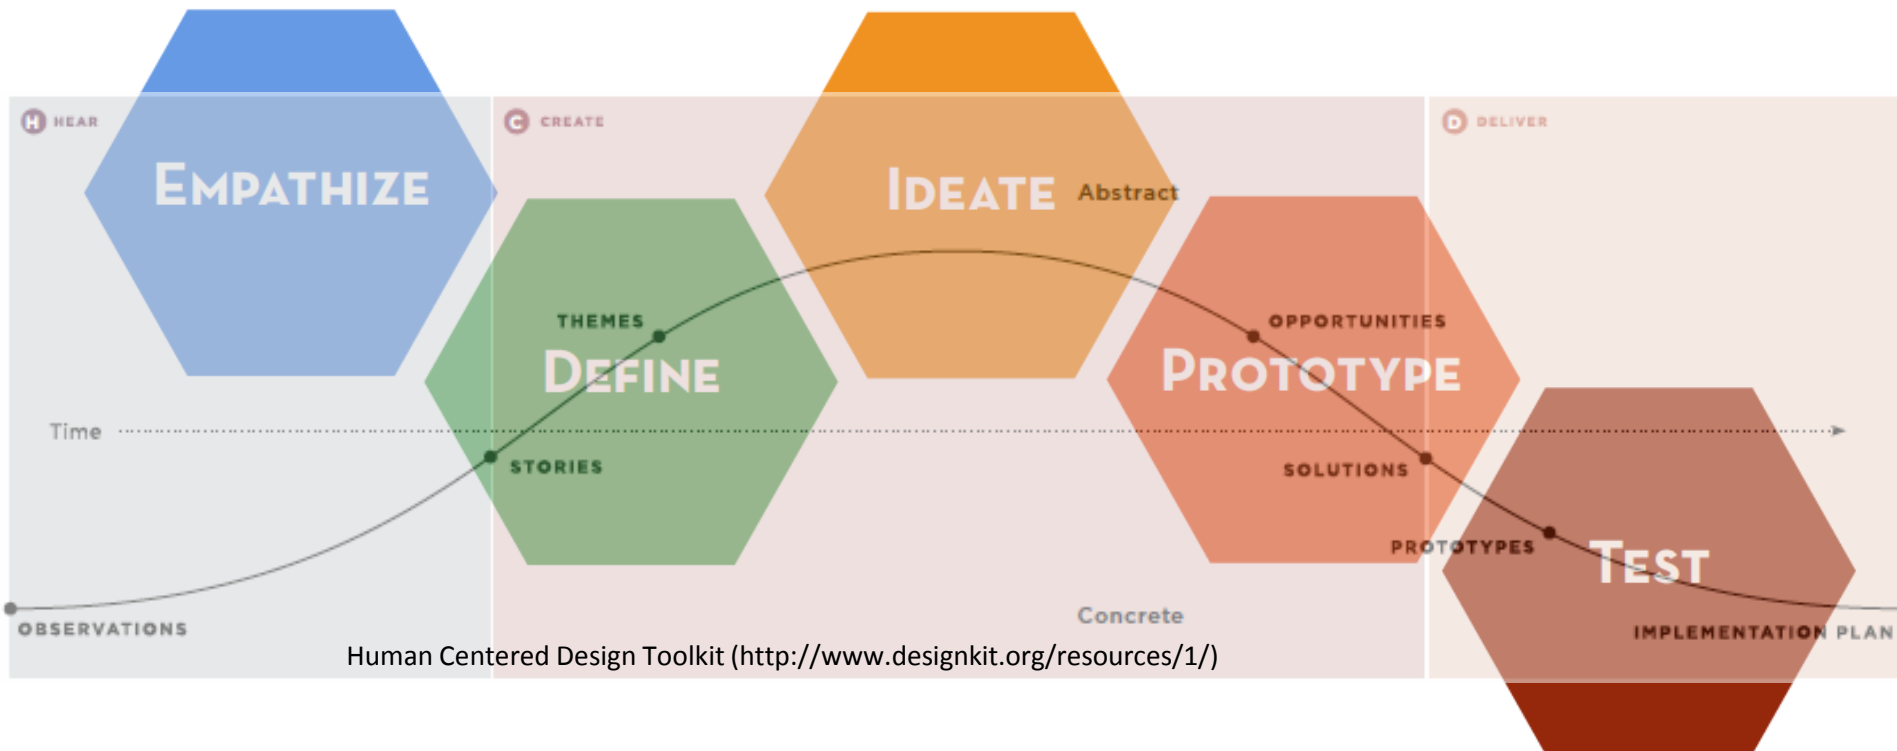 H HEAR
C CREATE
D DELIVER
EMPATHIZE
IDEATE
Abstract
THEMES
OPPORTUNITIES
DEFINE
PROTOTYPE
Time
STORIES
SOLUTIONS
PROTOTYPES
TEST
Concrete
OBSERVATIONS
IMPLEMENTATION PLAN
Human Centered Design Toolkit (http://www.designkit.org/resources/1/)